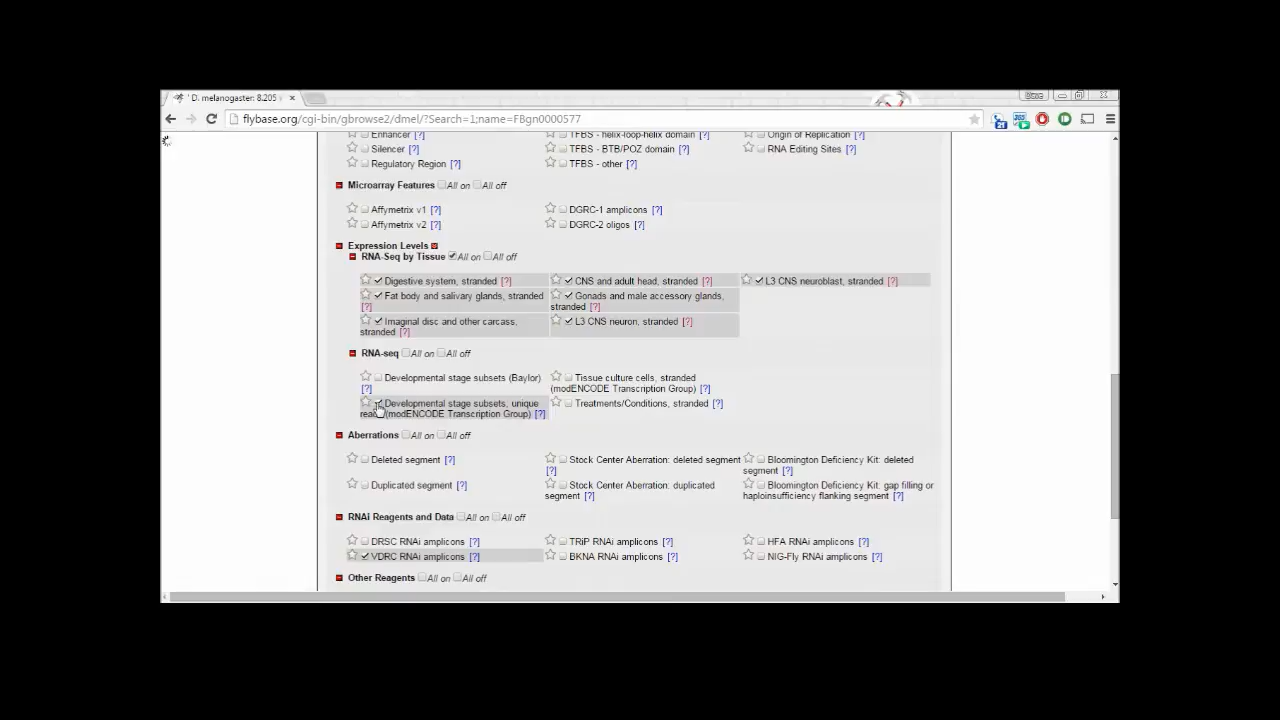 ' D. melanogaster: 8,205
flybase.org/cgi-bin/gbrowse2/dmel/?Search=1;name=FBgn0000577
Enhancer [?] TFBS - helix-loop-helix domain [?] Origin of Replication [?]
Silencer [?] TFBS - BTB/POZ domain [?] RNA Editing Sites [?]
Regulatory Region [?] TFBS - other [?]
Microarray Features All on All off
Affymetrix v1 [?] DGRC-1 amplicons [?]
Affymetrix v2 [?] DGRC-2 oligos [?]
Expression Levels
RNA-Seq by Tissue All on All off
Digestive system, stranded [?] CNS and adult head, stranded [?] L3 CNS neuroblast, stranded [?]
Fat body and salivary glands, stranded Gonads and male accessory glands,
[?] stranded [?]
Imaginal disc and other carcass, L3 CNS neuron, stranded [?]
stranded [?]
RNA-seq All on All off
Developmental stage subsets (Baylor) Tissue culture cells, stranded
[?] (modENCODE Transcription Group) [?]
Developmental stage subsets, unique Treatments/Conditions, stranded [?]
(modENCODE Transcription Group) [?]
Aberrations All on All off
Deleted segment [?] Stock Center Aberration: deleted segment Bloomington Deficiency Kit: deleted
[?] segment [?]
Duplicated segment [?] Stock Center Aberration: duplicated Bloomington Deficiency Kit: gap filling or
segment [?] haploinsufficiency flanking segment [?]
RNAi Reagents and Data All on All off
DRSC RNAi amplicons [?] TRiP RNAi amplicons [?] HFA RNAi amplicons [?]
VDRC RNAi amplicons [?] BKNA RNAi amplicons [?] NIG-Fly RNAi amplicons [?]
Other Reagents All on All off